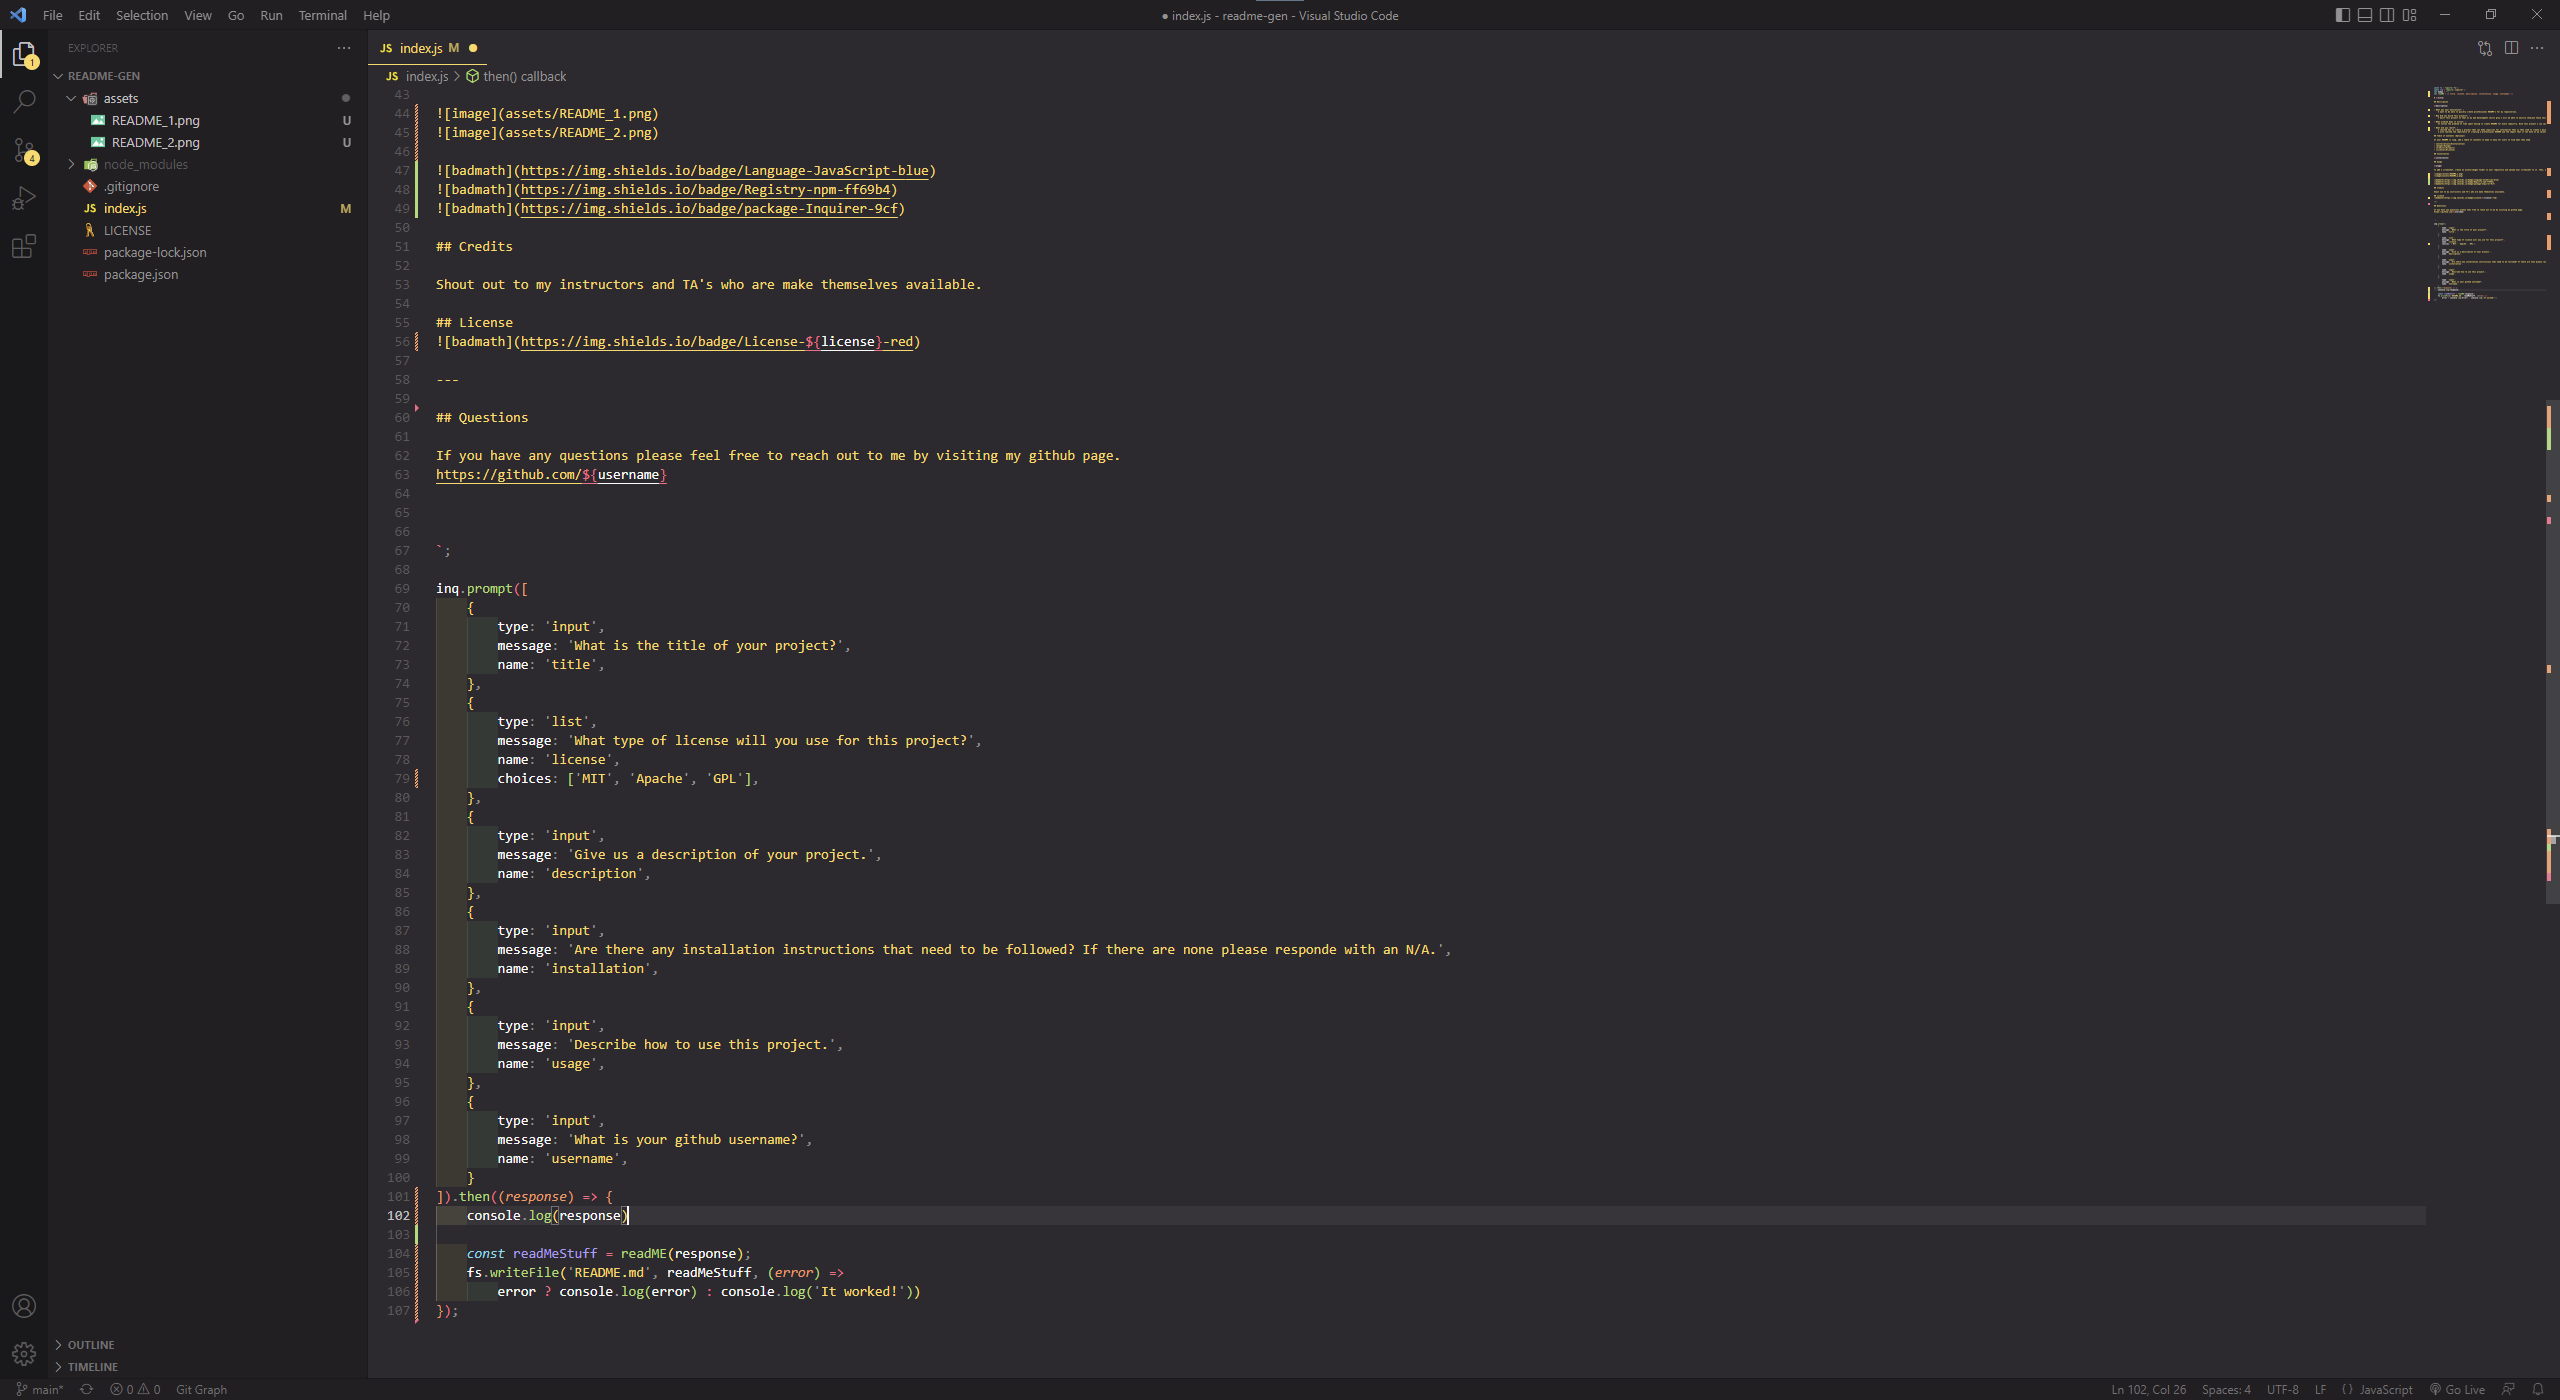 File Edit Selection View Go Run Terminal Help
● index.js - readme-gen - Visual Studio Code
EXPLORER
README-GEN
assets
README_1.png U
README_2.png U
node_modules
.gitignore
JS index.js M
LICENSE
package-lock.json
package.json
OUTLINE
TIMELINE
1
4
JS index.js M
JS index.js > then() callback
43
44 ![image](assets/README_1.png)
45 ![image](assets/README_2.png)
46
47 ![badmath](https://img.shields.io/badge/Language-JavaScript-blue)
48 ![badmath](https://img.shields.io/badge/Registry-npm-ff69b4)
49 ![badmath](https://img.shields.io/badge/package-Inquirer-9cf)
50
51 ## Credits
52
53 Shout out to my instructors and TA's who are make themselves available.
54
55 ## License
56 ![badmath](https://img.shields.io/badge/License-${license}-red)
57
58 ---
59
60 ## Questions
61
62 If you have any questions please feel free to reach out to me by visiting my github page.
63 https://github.com/${username}
64
65
66
67 `;
68
69 inq.prompt([
70 {
71 type: 'input',
72 message: 'What is the title of your project?',
73 name: 'title',
74 },
75 {
76 type: 'list',
77 message: 'What type of license will you use for this project?',
78 name: 'license',
79 choices: ['MIT', 'Apache', 'GPL'],
80 },
81 {
82 type: 'input',
83 message: 'Give us a description of your project.',
84 name: 'description',
85 },
86 {
87 type: 'input',
88 message: 'Are there any installation instructions that need to be followed? If there are none please responde with an N/A.',
89 name: 'installation',
90 },
91 {
92 type: 'input',
93 message: 'Describe how to use this project.',
94 name: 'usage',
95 },
96 {
97 type: 'input',
98 message: 'What is your github username?',
99 name: 'username',
100 }
101 ]).then((response) => {
102 console.log(response)
103
104 const readMeStuff = readME(response);
105 fs.writeFile('README.md', readMeStuff, (error) =>
106 error ? console.log(error) : console.log('It worked!'))
107 });
main* 0 0 Git Graph
Ln 102, Col 26 Spaces: 4 UTF-8 LF { } JavaScript Go Live